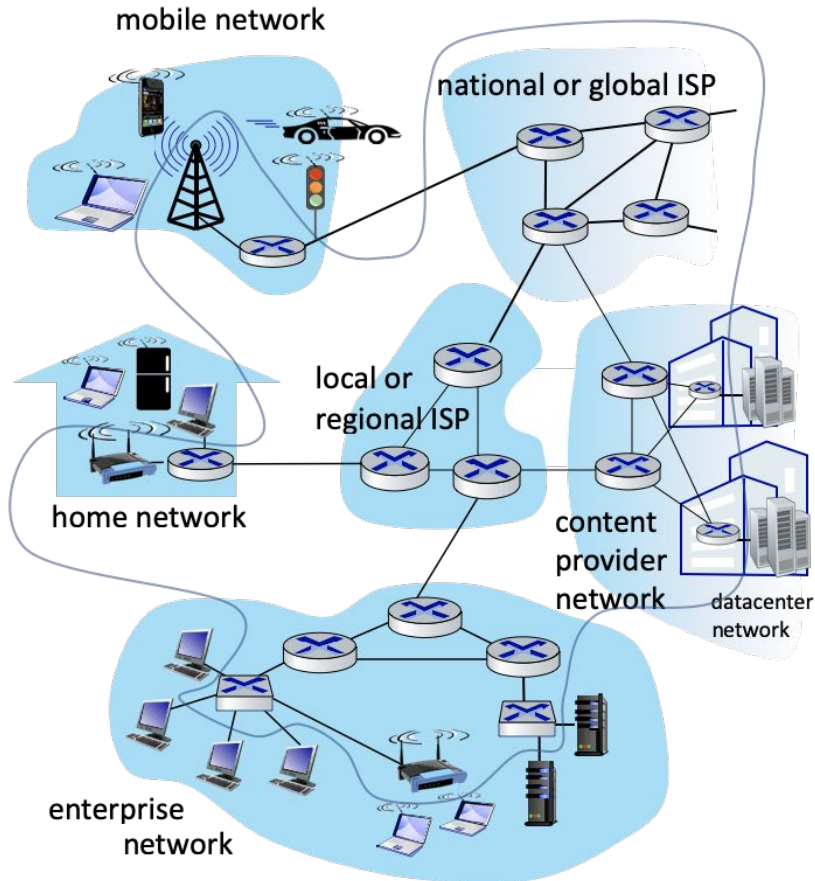 mobile network
national or global ISP
local or
regional ISP
home network
content
provider
network
datacenter
network
enterprise
network